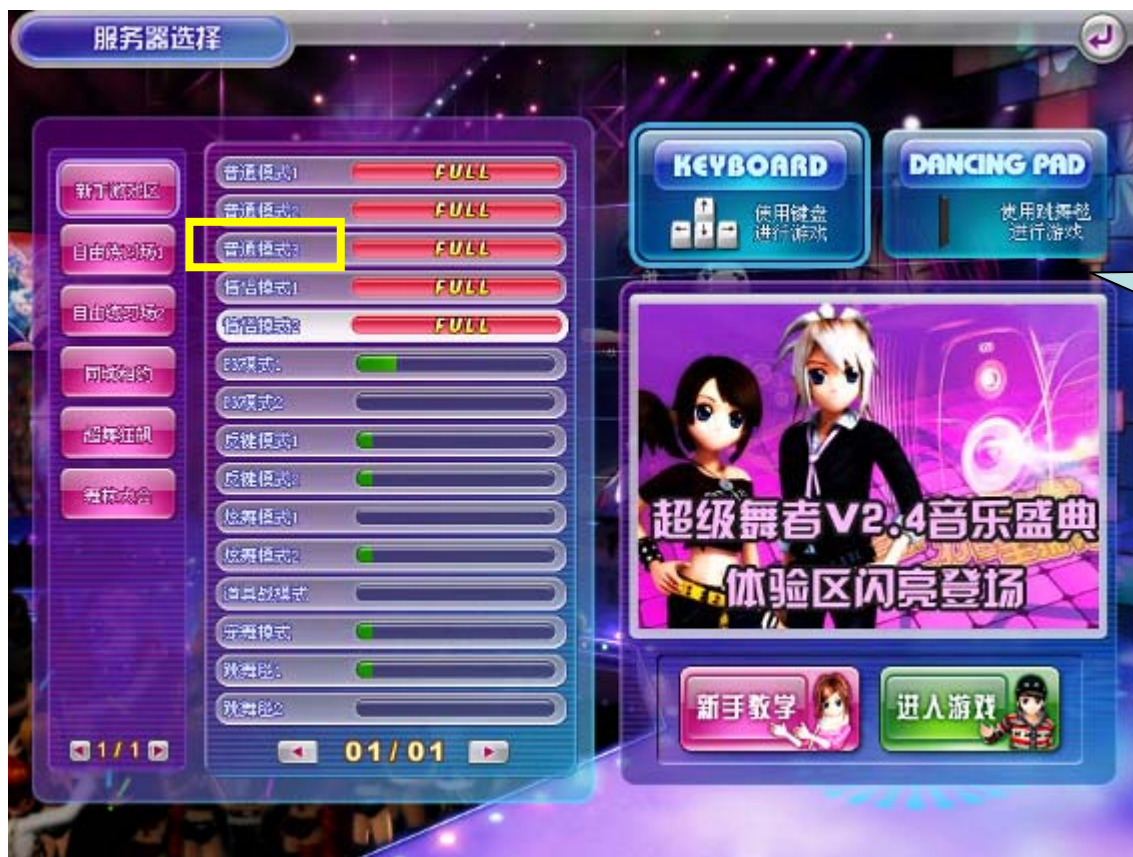 服务器选择
新手游戏区
自由练习场1
自由练习场2
同城相约
超舞狂飙
舞林大会
1/1
普通模式1 FULL
普通模式2 FULL
普通模式3 FULL
情侣模式1 FULL
情侣模式2 FULL
模式1
模式2
反键模式1
反键模式2
炫舞模式1
炫舞模式2
道具战模式
模式
跳舞毯1
跳舞毯2
01/01
KEYBOARD
使用键盘
进行游戏
DANCING PAD
使用跳舞毯
进行游戏
超级舞者V2.4音乐盛典
体验区闪亮登场
新手教学
进入游戏